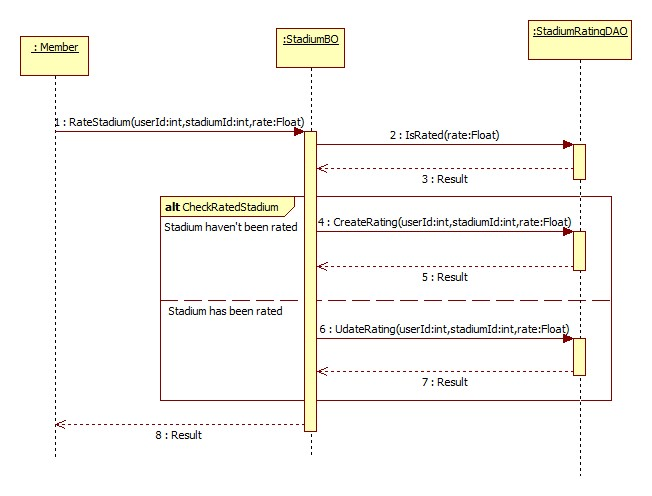 : Member
:StadiumBO
:StadiumRatingDAO
1 : RateStadium(userId:int,stadiumId:int,rate:Float)
2 : IsRated(rate:Float)
3 : Result
alt CheckRatedStadium
Stadium haven't been rated
4 : CreateRating(userId:int,stadiumId:int,rate:Float)
5 : Result
Stadium has been rated
6 : UdateRating(userId:int,stadiumId:int,rate:Float)
7 : Result
8 : Result